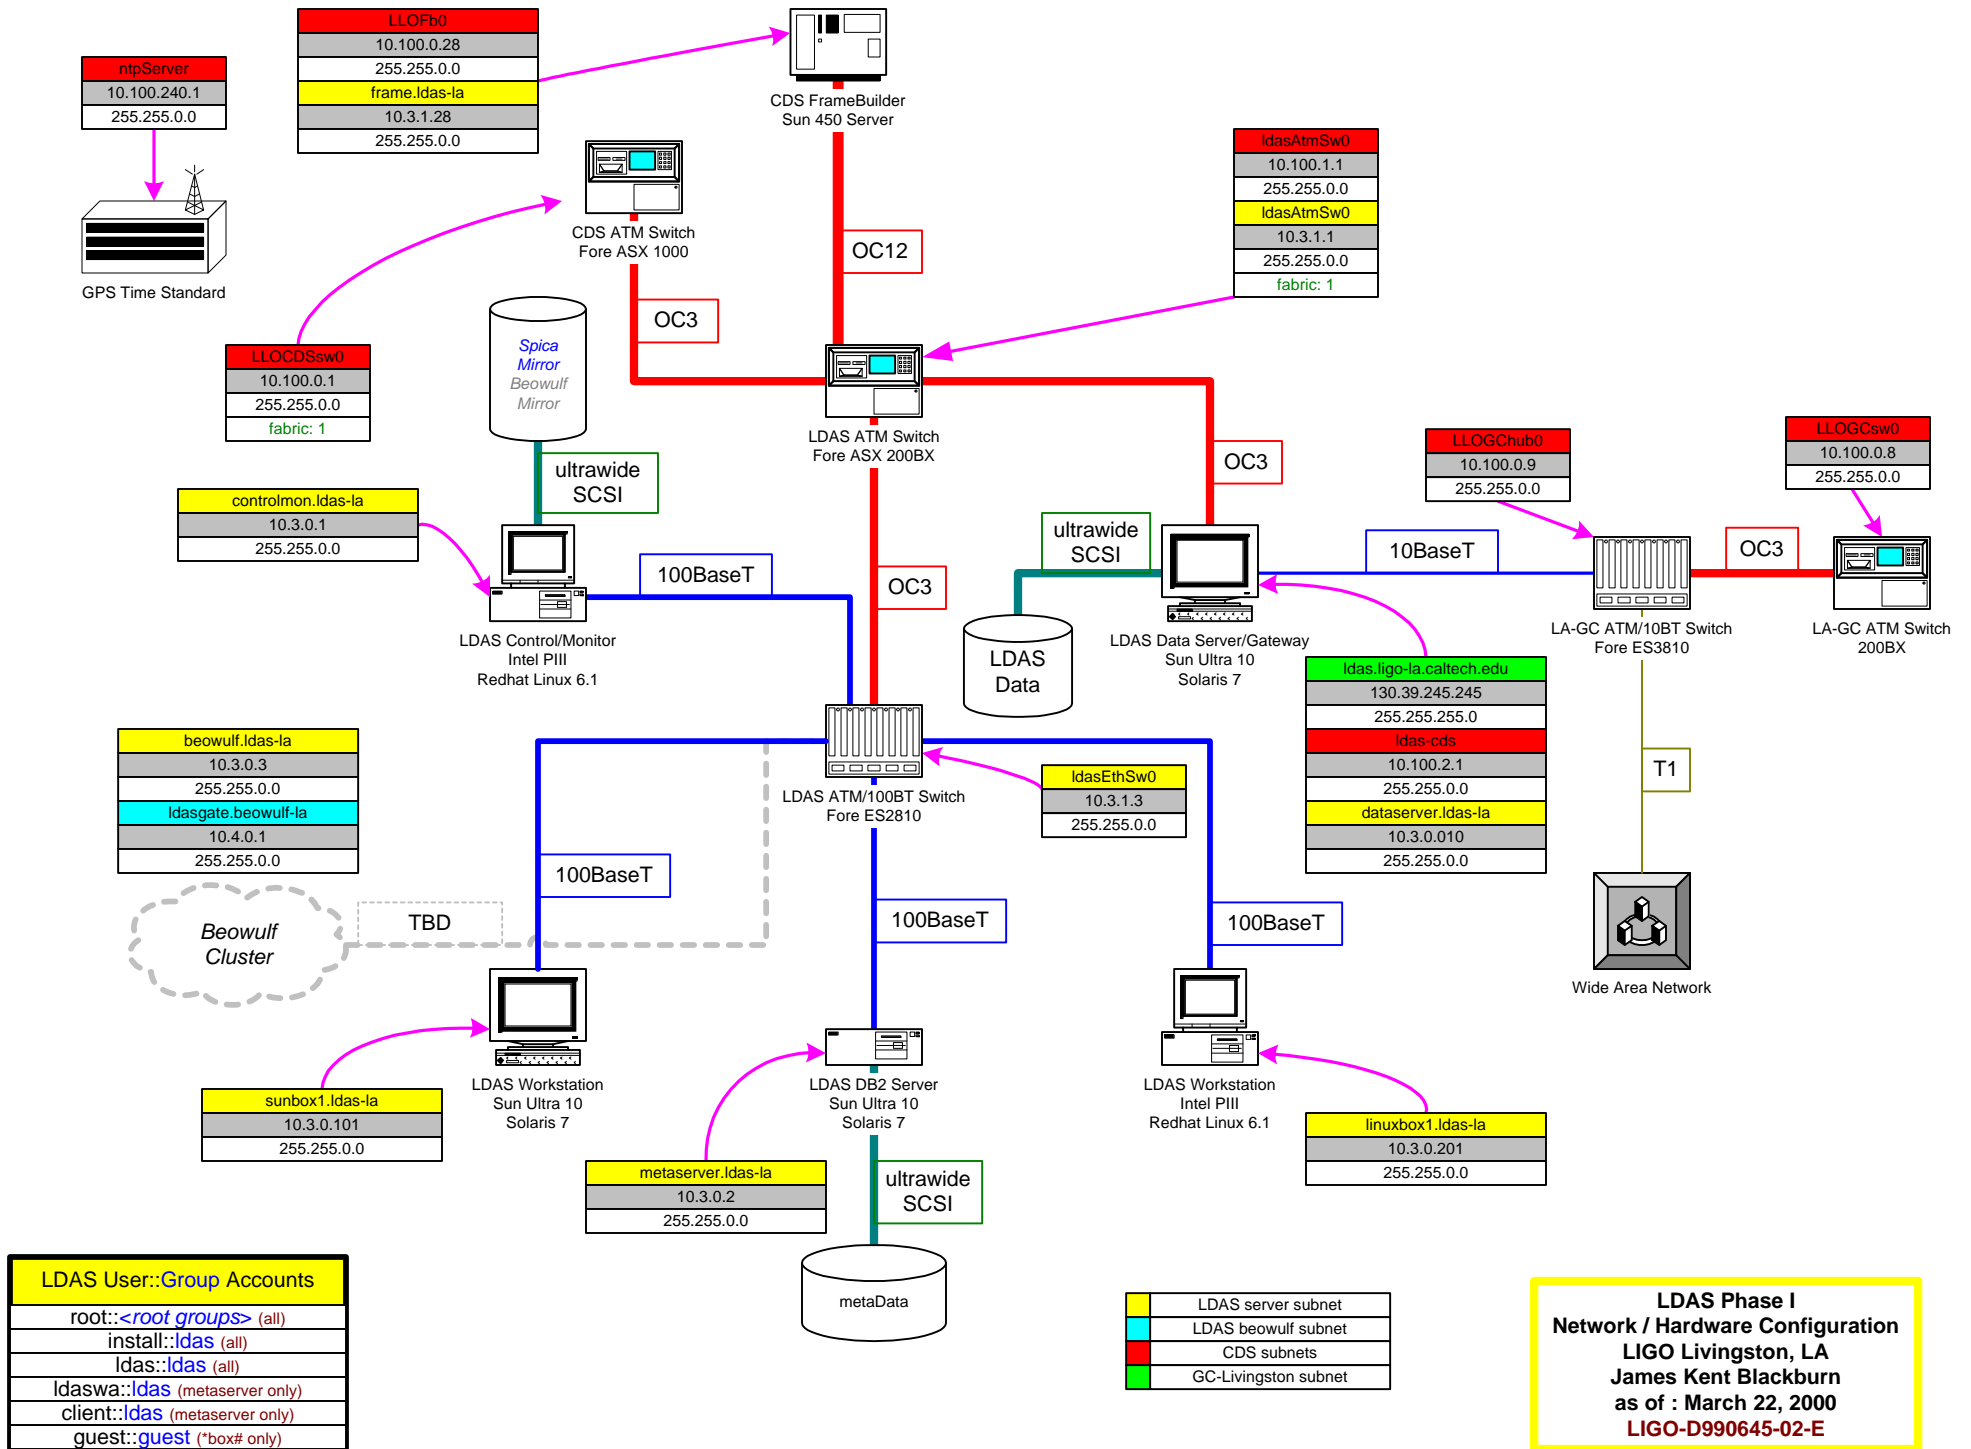 LLOFb0
10.100.0.28
255.255.0.0
frame.ldas-la
10.3.1.28
255.255.0.0
ntpServer
10.100.240.1
255.255.0.0
GPS Time Standard
CDS FrameBuilder
Sun 450 Server
CDS ATM Switch
Fore ASX 1000
ldasAtmSw0
10.100.1.1
255.255.0.0
ldasAtmSw0
10.3.1.1
255.255.0.0
fabric: 1
OC12
OC3
LLOCDSsw0
10.100.0.1
255.255.0.0
fabric: 1
Spica
Mirror
Beowulf
Mirror
LDAS ATM Switch
Fore ASX 200BX
ultrawide
SCSI
OC3
LLOGChub0
10.100.0.9
255.255.0.0
LLOGCsw0
10.100.0.8
255.255.0.0
controlmon.ldas-la
10.3.0.1
255.255.0.0
100BaseT
OC3
ultrawide
SCSI
10BaseT
OC3
LDAS Control/Monitor
Intel PIII
Redhat Linux 6.1
LDAS
Data
LDAS Data Server/Gateway
Sun Ultra 10
Solaris 7
LA-GC ATM/10BT Switch
Fore ES3810
LA-GC ATM Switch
200BX
ldas.ligo-la.caltech.edu
130.39.245.245
255.255.255.0
ldas-cds
10.100.2.1
255.255.0.0
dataserver.ldas-la
10.3.0.010
255.255.0.0
beowulf.ldas-la
10.3.0.3
255.255.0.0
ldasgate.beowulf-la
10.4.0.1
255.255.0.0
LDAS ATM/100BT Switch
Fore ES2810
ldasEthSw0
10.3.1.3
255.255.0.0
T1
100BaseT
100BaseT
100BaseT
TBD
Beowulf
Cluster
Wide Area Network
LDAS Workstation
Sun Ultra 10
Solaris 7
LDAS DB2 Server
Sun Ultra 10
Solaris 7
LDAS Workstation
Intel PIII
Redhat Linux 6.1
sunbox1.ldas-la
10.3.0.101
255.255.0.0
metaserver.ldas-la
10.3.0.2
255.255.0.0
ultrawide
SCSI
linuxbox1.ldas-la
10.3.0.201
255.255.0.0
metaData
LDAS User::Group Accounts
root::<root groups> (all)
install::ldas (all)
ldas::ldas (all)
ldaswa::ldas (metaserver only)
client::ldas (metaserver only)
guest::guest (*box# only)
LDAS server subnet
LDAS beowulf subnet
CDS subnets
GC-Livingston subnet
LDAS Phase I
Network / Hardware Configuration
LIGO Livingston, LA
James Kent Blackburn
as of : March 22, 2000
LIGO-D990645-02-E